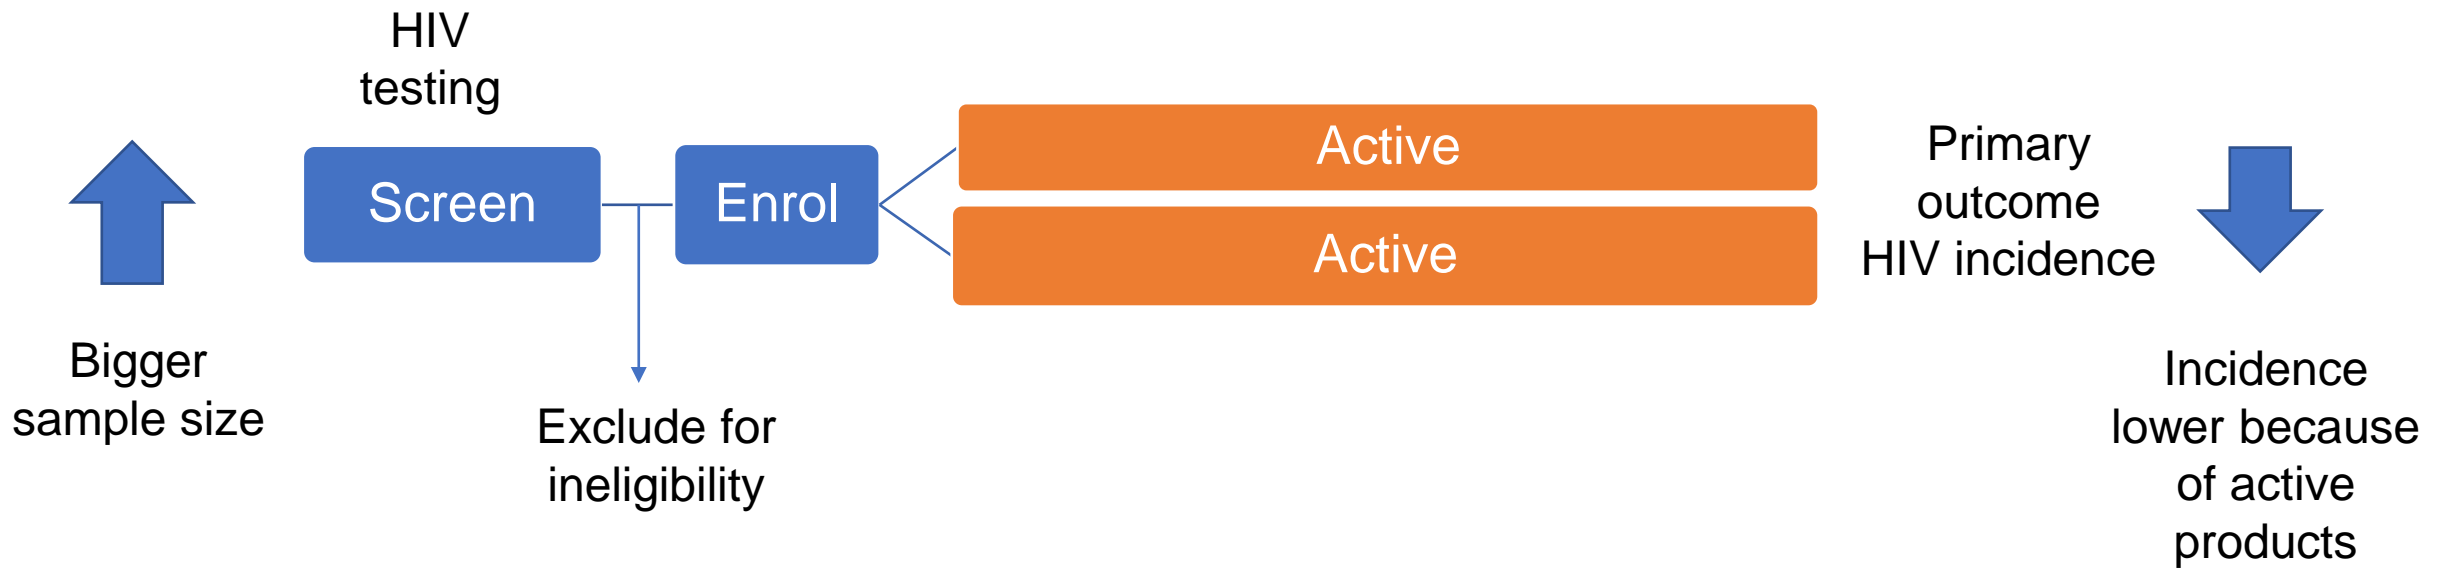 HIV
testing
Bigger
sample size
Screen
Exclude for
ineligibility
Enrol
Active
Active
Primary
outcome
HIV incidence
Incidence
lower because
of active
products